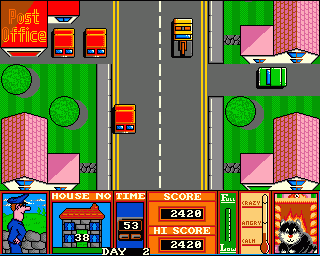 Post
Office
HOUSE NO
38
TIME
53
DAY 2
SCORE
2420
HI SCORE
2420
FULL
LOW
CRAZY
ANGRY
CALM